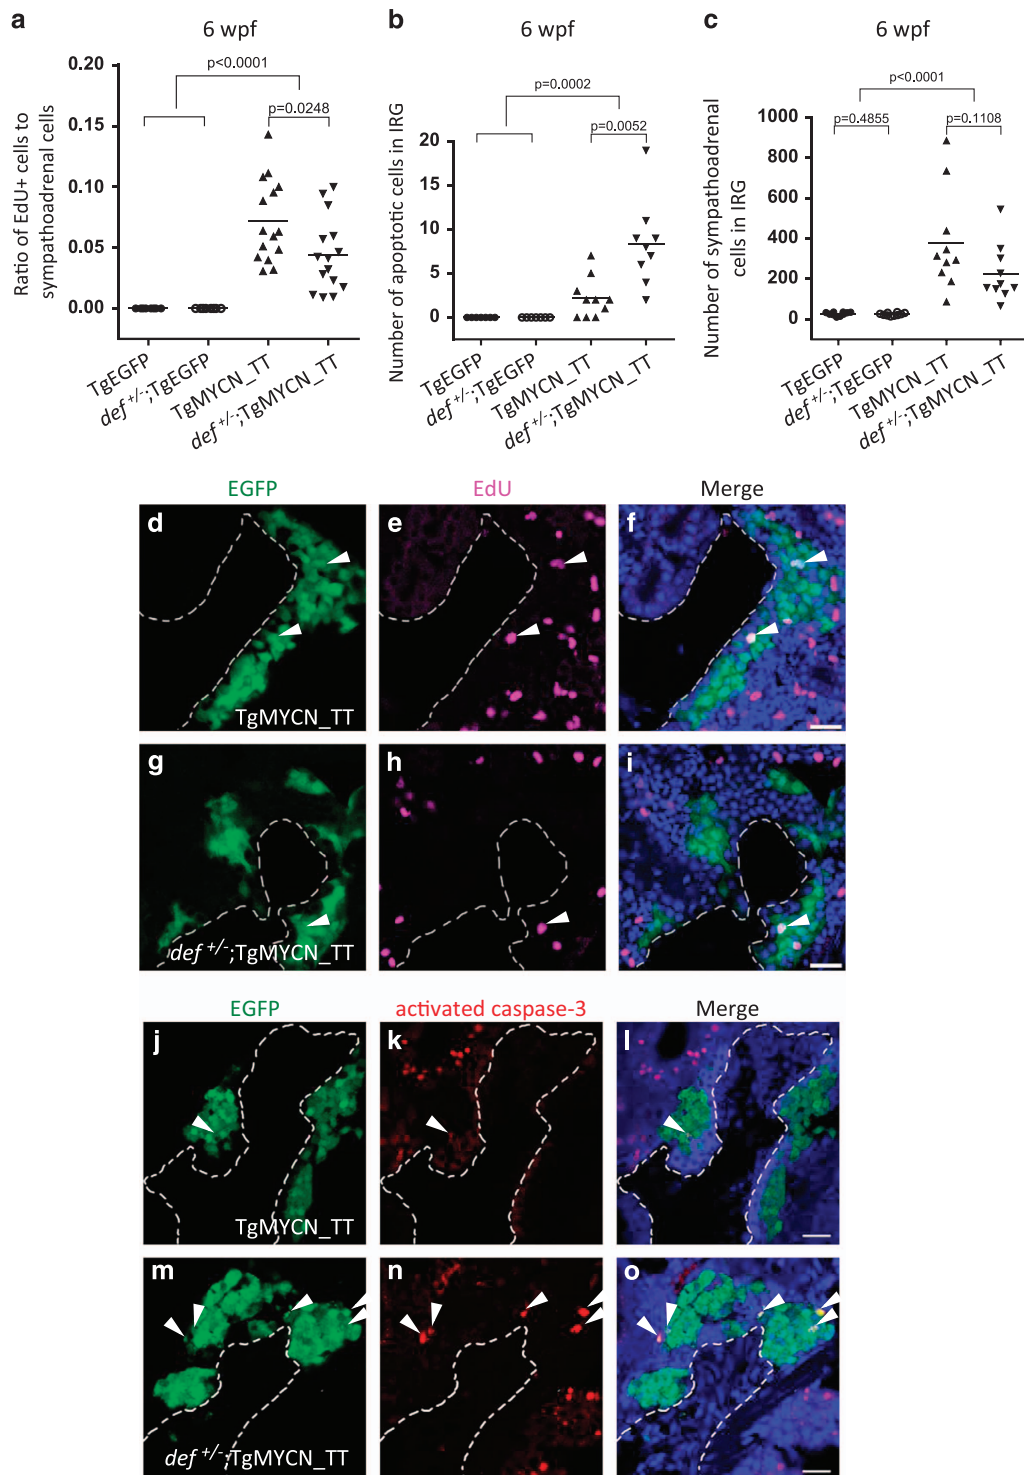 a
6 wpf
p<0.0001
p=0.0248
0.20
0.15
0.10
0.05
0.00
Ratio of EdU+ cells to
sympathoadrenal cells
TgEGFP
def+/-;TgEGFP
TgMYCN_TT
def+/-;TgMYCN_TT
b
6 wpf
p=0.0002
p=0.0052
20
15
10
5
0
Number of apoptotic cells in IRG
TgEGFP
def+/-;TgEGFP
TgMYCN_TT
def+/-;TgMYCN_TT
c
6 wpf
p<0.0001
p=0.4855
p=0.1108
1000
800
600
400
200
0
Number of sympathoadrenal
cells in IRG
TgEGFP
def+/-;TgEGFP
TgMYCN_TT
def+/-;TgMYCN_TT
EGFP
EdU
Merge
d
e
f
TgMYCN_TT
g
h
i
def+/-;TgMYCN_TT
EGFP
activated caspase-3
Merge
j
k
l
TgMYCN_TT
m
n
o
def+/-;TgMYCN_TT